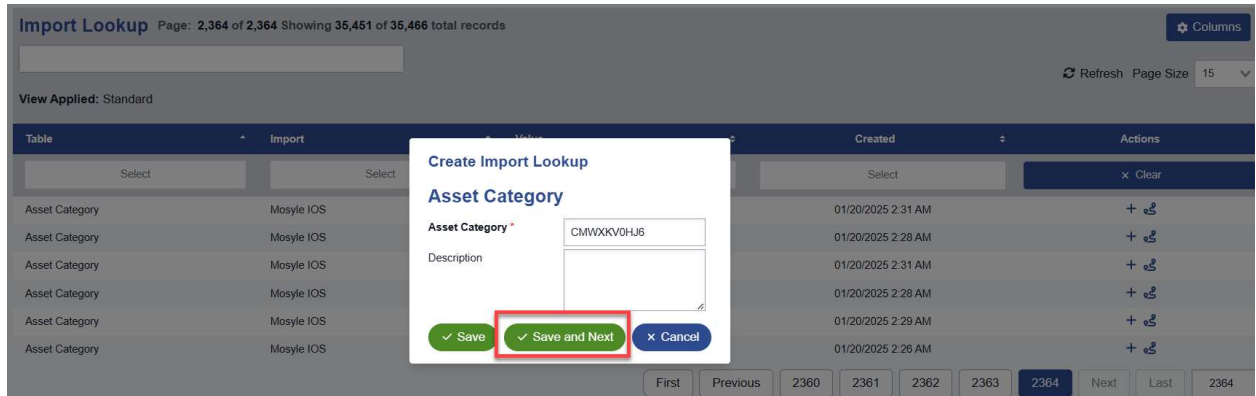 Import Lookup Page: 2,364 of 2,364 Showing 35,451 of 35,466 total records
Columns
Refresh Page Size 15
View Applied: Standard
Table Import Value Created Actions
Select Select Select × Clear
Create Import Lookup
Asset Category
Asset Category * CMWXKV0HJ6
Description
Save Save and Next × Cancel
Asset Category Mosyle IOS 01/20/2025 2:31 AM
Asset Category Mosyle IOS 01/20/2025 2:28 AM
Asset Category Mosyle IOS 01/20/2025 2:31 AM
Asset Category Mosyle IOS 01/20/2025 2:28 AM
Asset Category Mosyle IOS 01/20/2025 2:29 AM
Asset Category Mosyle IOS 01/20/2025 2:26 AM
First Previous 2360 2361 2362 2363 2364 Next Last 2364